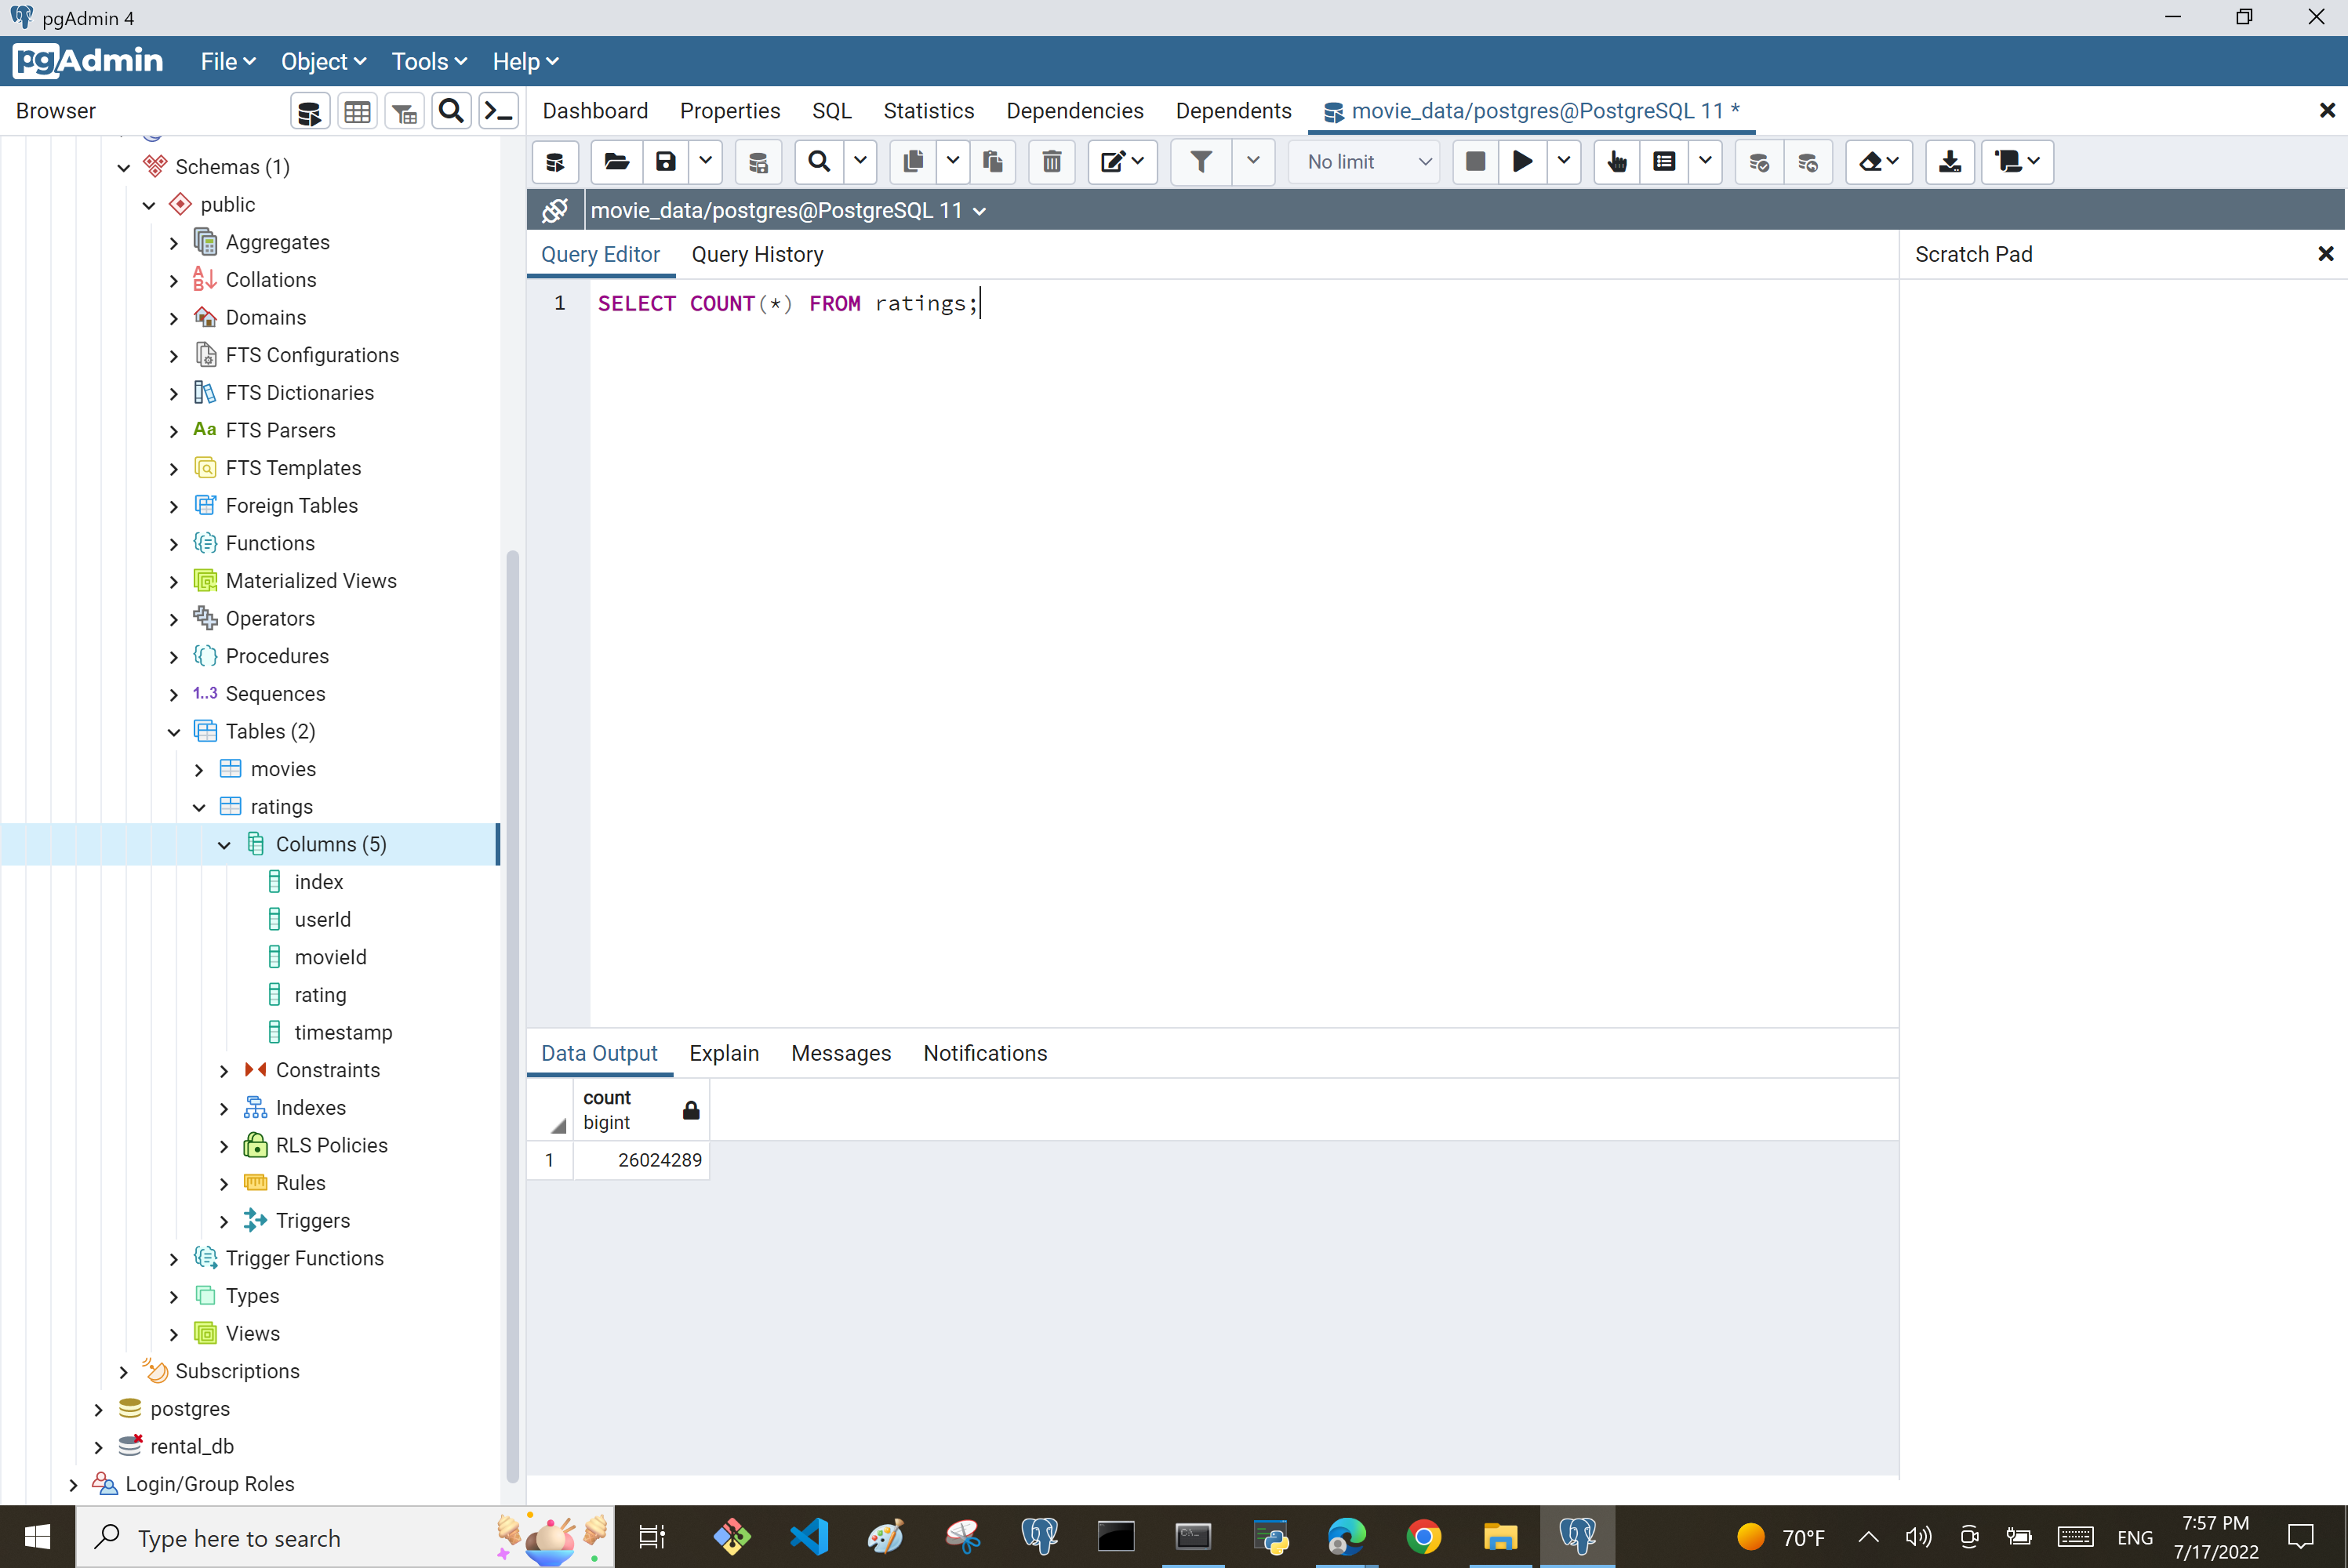 pgAdmin 4
pgAdmin File Object Tools Help
Browser
Dashboard Properties SQL Statistics Dependencies Dependents movie_data/postgres@PostgreSQL 11 *
No limit
movie_data/postgres@PostgreSQL 11
Query Editor Query History
Scratch Pad
1 SELECT COUNT(*) FROM ratings;
Schemas (1)
public
Aggregates
Collations
Domains
FTS Configurations
FTS Dictionaries
Aa FTS Parsers
FTS Templates
Foreign Tables
Functions
Materialized Views
Operators
Procedures
1..3 Sequences
Tables (2)
movies
ratings
Columns (5)
index
userId
movieId
rating
timestamp
Constraints
Indexes
RLS Policies
Rules
Triggers
Trigger Functions
Types
Views
Subscriptions
postgres
rental_db
Login/Group Roles
Data Output Explain Messages Notifications
count
bigint
1 26024289
Type here to search
70°F
ENG
7:57 PM
7/17/2022